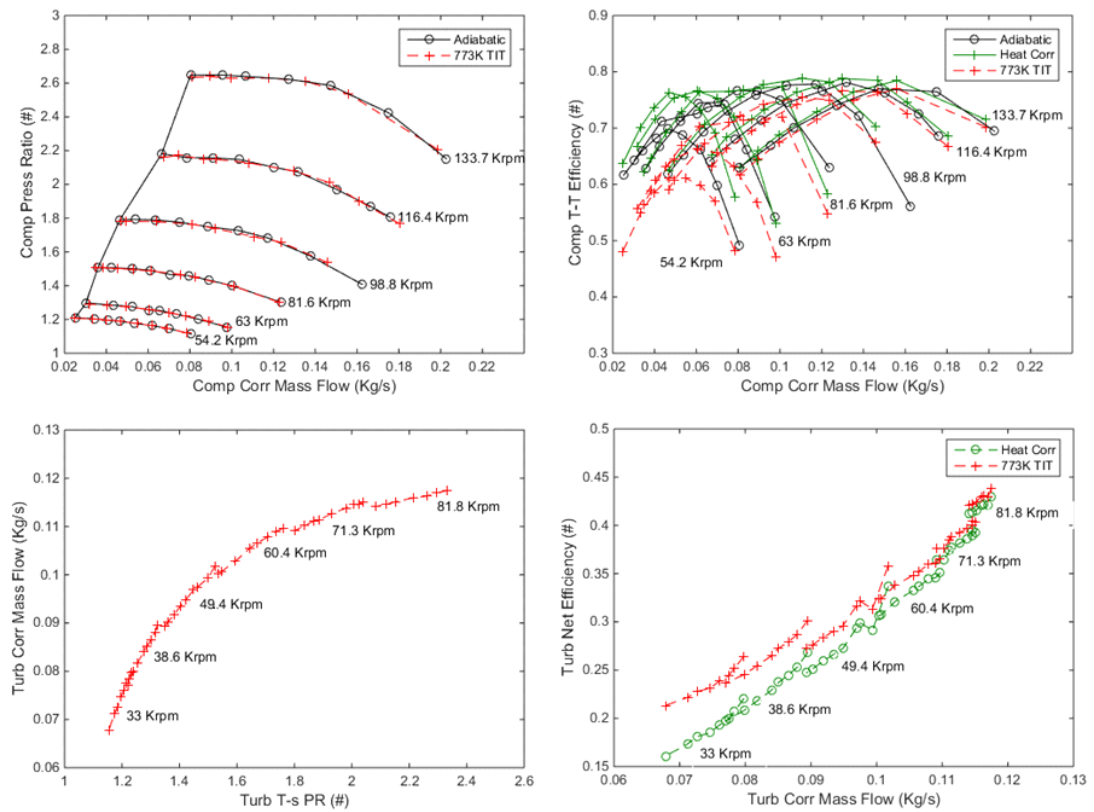 3
2.8
2.6
2.4
2.2
2
1.8
1.6
1.4
1.2
1
Comp Press Ratio (#)
Adiabatic
773K TIT
133.7 Krpm
116.4 Krpm
98.8 Krpm
81.6 Krpm
63 Krpm
54.2 Krpm
0.02 0.04 0.06 0.08 0.1 0.12 0.14 0.16 0.18 0.2 0.22
Comp Corr Mass Flow (Kg/s)
0.9
0.8
0.7
0.6
0.5
0.4
0.3
Comp T-T Efficiency (#)
Adiabatic
Heat Corr
773K TIT
133.7 Krpm
116.4 Krpm
98.8 Krpm
81.6 Krpm
63 Krpm
54.2 Krpm
0.02 0.04 0.06 0.08 0.1 0.12 0.14 0.16 0.18 0.2 0.22
Comp Corr Mass Flow (Kg/s)
0.13
0.12
0.11
0.1
0.09
0.08
0.07
0.06
Turb Corr Mass Flow (Kg/s)
81.8 Krpm
71.3 Krpm
60.4 Krpm
49.4 Krpm
38.6 Krpm
33 Krpm
1 1.2 1.4 1.6 1.8 2 2.2 2.4 2.6
Turb T-s PR (#)
0.5
0.45
0.4
0.35
0.3
0.25
0.2
0.15
Turb Net Efficiency (#)
Heat Corr
773K TIT
81.8 Krpm
71.3 Krpm
60.4 Krpm
49.4 Krpm
38.6 Krpm
33 Krpm
0.06 0.07 0.08 0.09 0.1 0.11 0.12 0.13
Turb Corr Mass Flow (Kg/s)